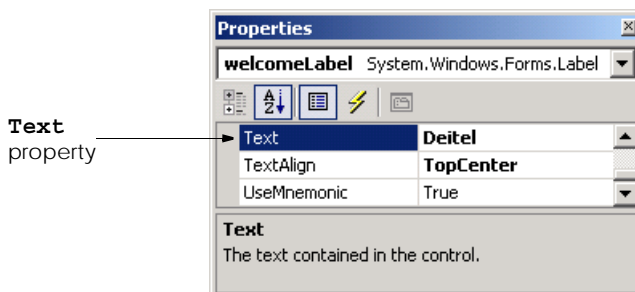 Properties
welcomeLabel System.Windows.Forms.Label
Text property
Text Deitel
TextAlign TopCenter
UseMnemonic True
Text
The text contained in the control.